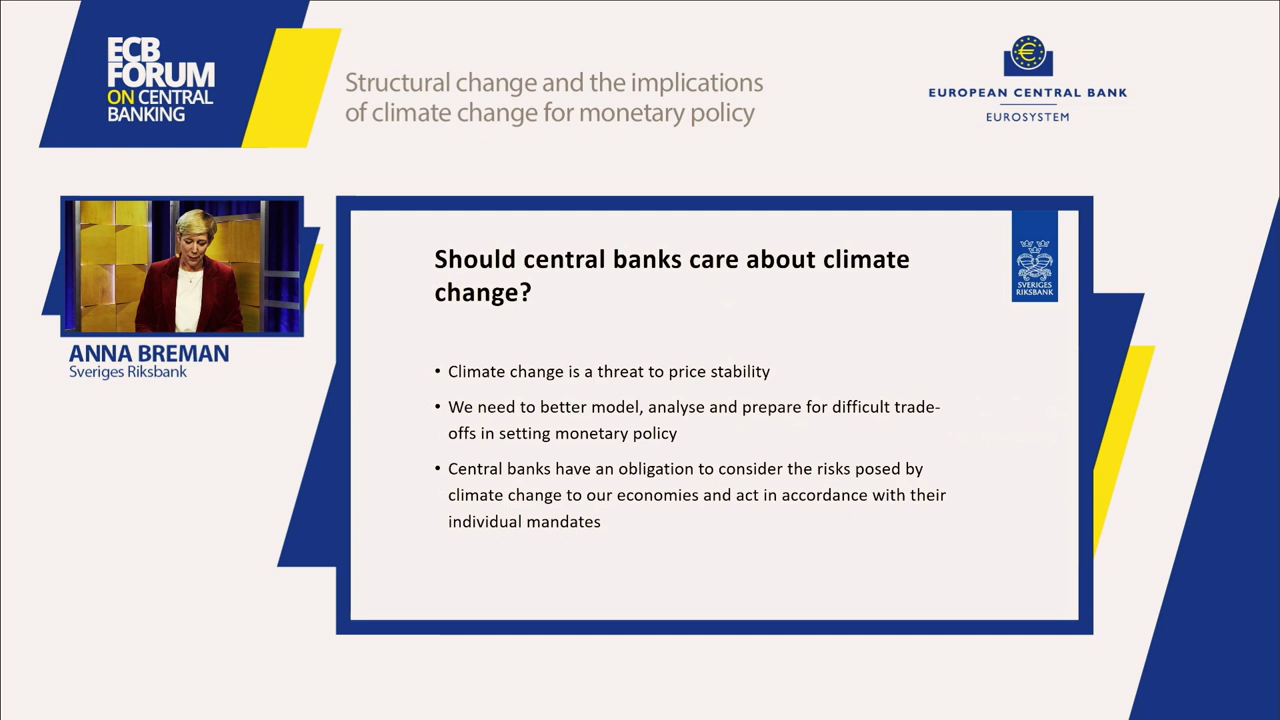 ECB
FORUM
ON CENTRAL
BANKING
Structural change and the implications
of climate change for monetary policy
EUROPEAN CENTRAL BANK
EUROSYSTEM
ANNA BREMAN
Sveriges Riksbank
Should central banks care about climate
change?
SVERIGES
RIKSBANK
• Climate change is a threat to price stability
• We need to better model, analyse and prepare for difficult trade-
offs in setting monetary policy
• Central banks have an obligation to consider the risks posed by
climate change to our economies and act in accordance with their
individual mandates